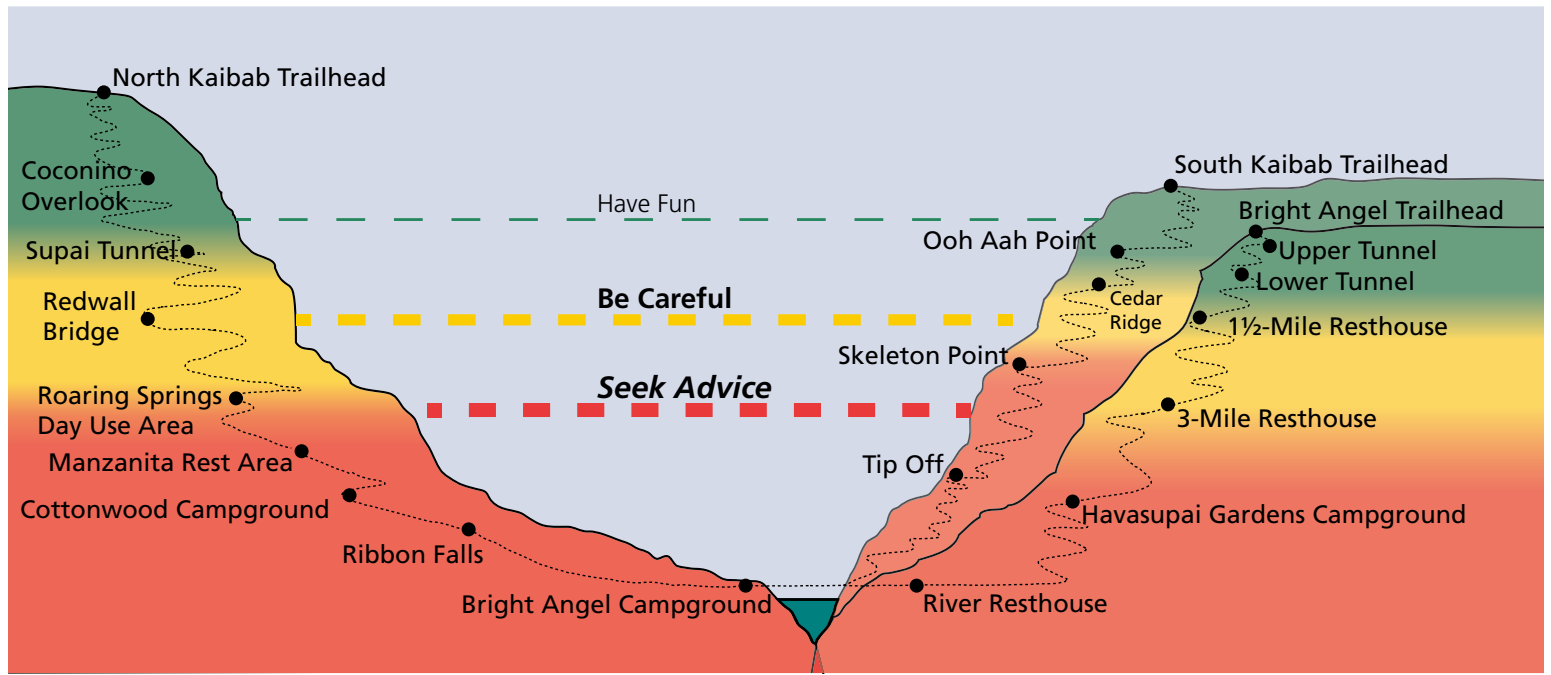 North Kaibab Trailhead
Coconino
Overlook
Supai Tunnel
Redwall
Bridge
Roaring Springs
Day Use Area
Manzanita Rest Area
Cottonwood Campground
Ribbon Falls
Bright Angel Campground
Have Fun
Be Careful
Seek Advice
South Kaibab Trailhead
Ooh Aah Point
Cedar
Ridge
Skeleton Point
Tip Off
Bright Angel Trailhead
Upper Tunnel
Lower Tunnel
1½-Mile Resthouse
3-Mile Resthouse
Havasupai Gardens Campground
River Resthouse